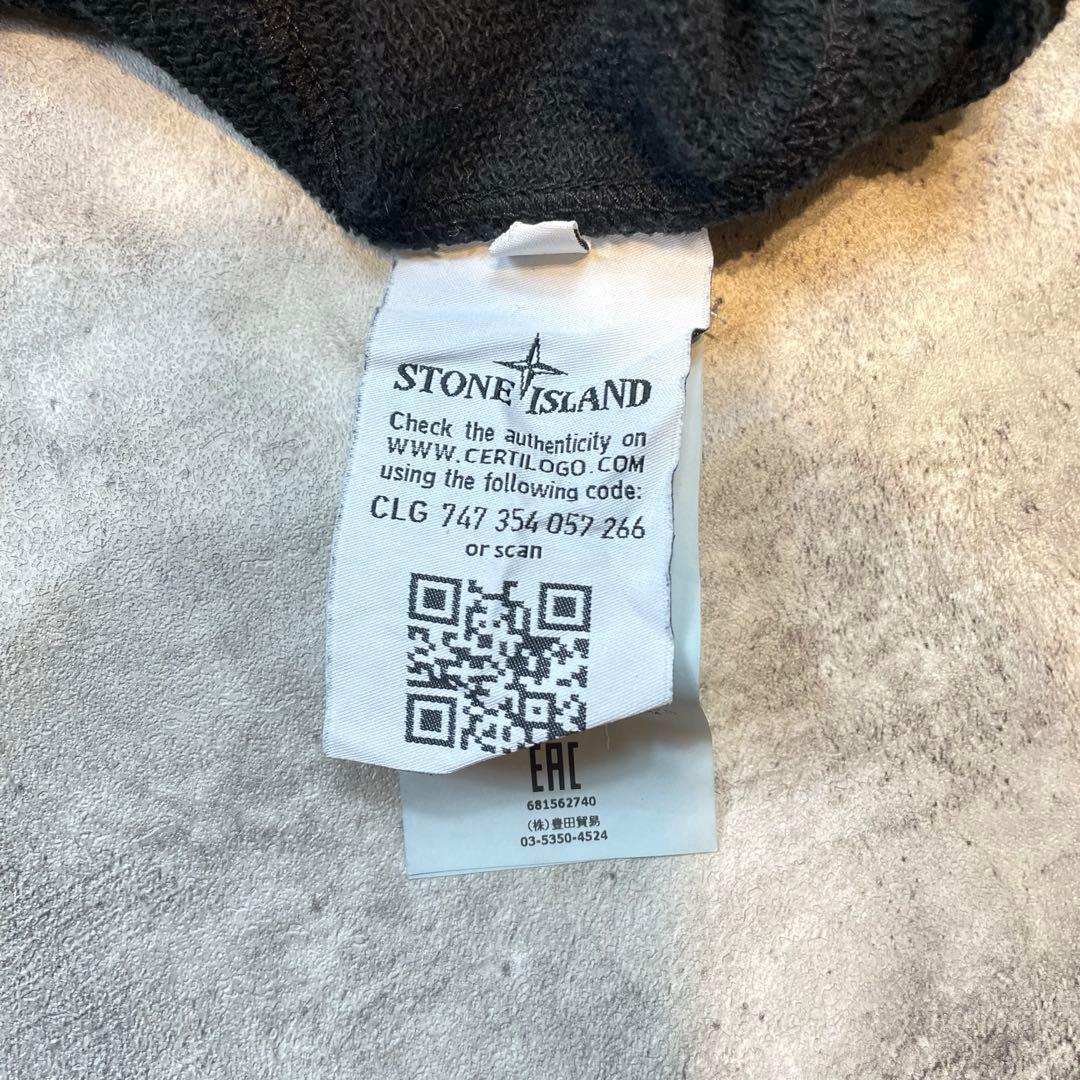 STONE ISLAND
Check the authenticity on
WWW.CERTILOGO.COM
using the following code:
CLG 747 354 057 266
or scan
EAC
681562740
(株)豊田貿易
03-5350-4524